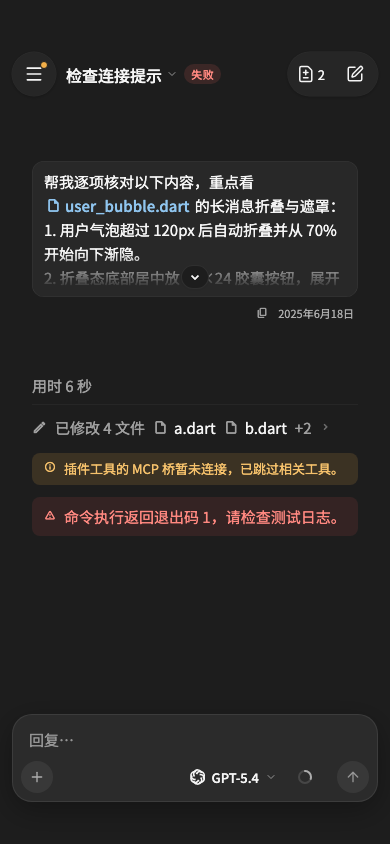 检查连接提示 失败 2
帮我逐项核对以下内容，重点看
user_bubble.dart 的长消息折叠与遮罩：
1. 用户气泡超过 120px 后自动折叠并从 70%
开始向下渐隐。
2. 折叠态底部居中放 24 胶囊按钮，展开
2025年6月18日
用时 6 秒
已修改 4 文件 a.dart b.dart +2
插件工具的 MCP 桥暂未连接，已跳过相关工具。
命令执行返回退出码 1，请检查测试日志。
回复…
GPT-5.4